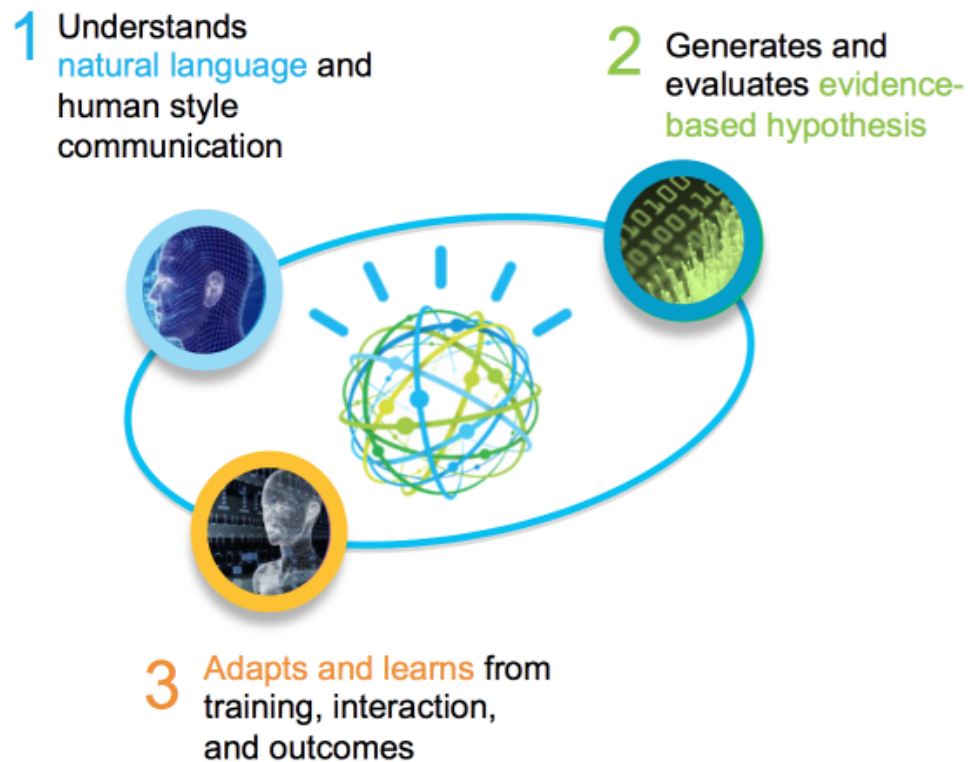 1 Understands
natural language and
human style
communication
2 Generates and
evaluates evidence-
based hypothesis
3 Adapts and learns from
training, interaction,
and outcomes